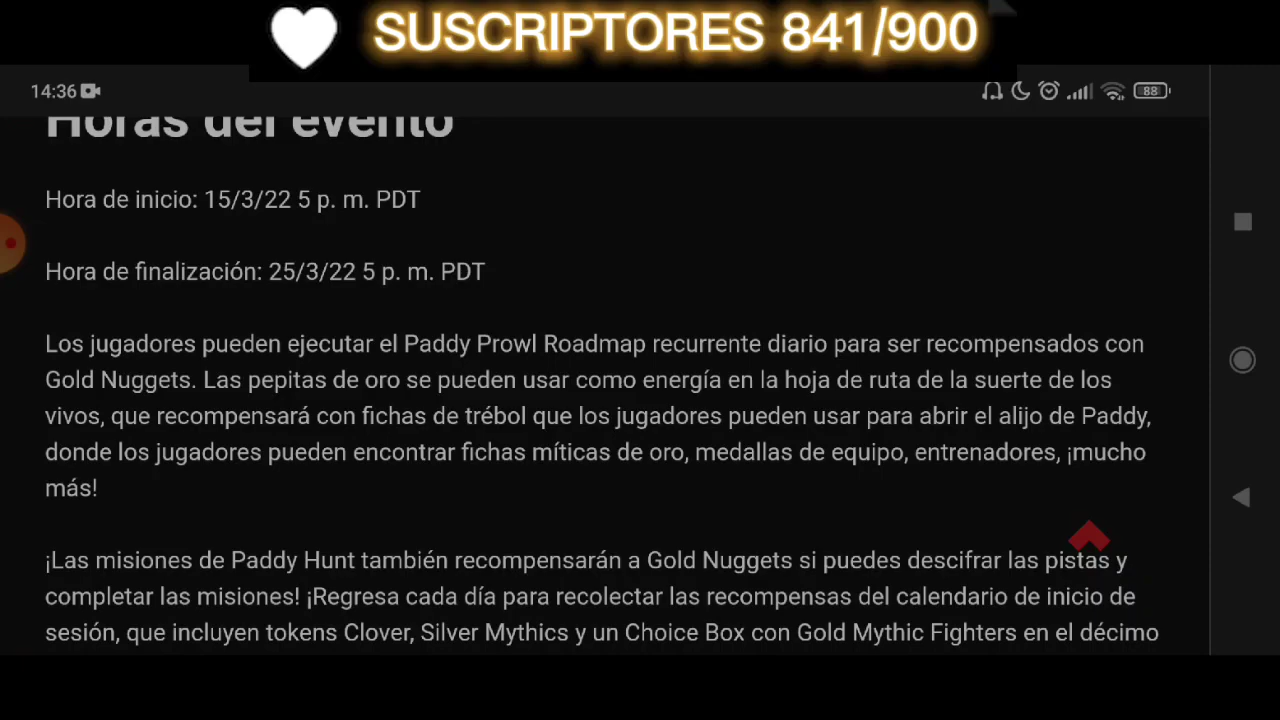 SUSCRIPTORES 841/900
14:36
88
Horas del evento
Hora de inicio: 15/3/22 5 p. m. PDT
Hora de finalización: 25/3/22 5 p. m. PDT
Los jugadores pueden ejecutar el Paddy Prowl Roadmap recurrente diario para ser recompensados con
Gold Nuggets. Las pepitas de oro se pueden usar como energía en la hoja de ruta de la suerte de los
vivos, que recompensará con fichas de trébol que los jugadores pueden usar para abrir el alijo de Paddy,
donde los jugadores pueden encontrar fichas míticas de oro, medallas de equipo, entrenadores, ¡mucho
más!
¡Las misiones de Paddy Hunt también recompensarán a Gold Nuggets si puedes descifrar las pistas y
completar las misiones! ¡Regresa cada día para recolectar las recompensas del calendario de inicio de
sesión, que incluyen tokens Clover, Silver Mythics y un Choice Box con Gold Mythic Fighters en el décimo